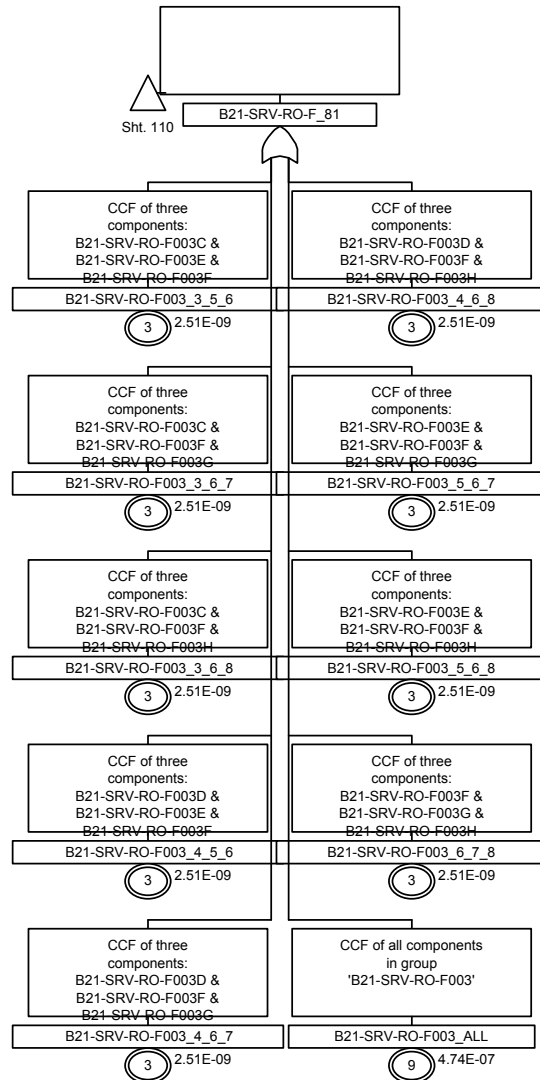 Sht. 110
B21-SRV-RO-F_81
CCF of three
components:
B21-SRV-RO-F003C &
B21-SRV-RO-F003E &
B21-SRV-RO-F003F
B21-SRV-RO-F003_3_5_6
3
2.51E-09
CCF of three
components:
B21-SRV-RO-F003D &
B21-SRV-RO-F003F &
B21-SRV-RO-F003H
B21-SRV-RO-F003_4_6_8
3
2.51E-09
CCF of three
components:
B21-SRV-RO-F003C &
B21-SRV-RO-F003F &
B21-SRV-RO-F003G
B21-SRV-RO-F003_3_6_7
3
2.51E-09
CCF of three
components:
B21-SRV-RO-F003E &
B21-SRV-RO-F003F &
B21-SRV-RO-F003G
B21-SRV-RO-F003_5_6_7
3
2.51E-09
CCF of three
components:
B21-SRV-RO-F003C &
B21-SRV-RO-F003F &
B21-SRV-RO-F003H
B21-SRV-RO-F003_3_6_8
3
2.51E-09
CCF of three
components:
B21-SRV-RO-F003E &
B21-SRV-RO-F003F &
B21-SRV-RO-F003H
B21-SRV-RO-F003_5_6_8
3
2.51E-09
CCF of three
components:
B21-SRV-RO-F003D &
B21-SRV-RO-F003E &
B21-SRV-RO-F003F
B21-SRV-RO-F003_4_5_6
3
2.51E-09
CCF of three
components:
B21-SRV-RO-F003F &
B21-SRV-RO-F003G &
B21-SRV-RO-F003H
B21-SRV-RO-F003_6_7_8
3
2.51E-09
CCF of three
components:
B21-SRV-RO-F003D &
B21-SRV-RO-F003F &
B21-SRV-RO-F003G
B21-SRV-RO-F003_4_6_7
3
2.51E-09
CCF of all components
in group
'B21-SRV-RO-F003'
B21-SRV-RO-F003_ALL
9
4.74E-07